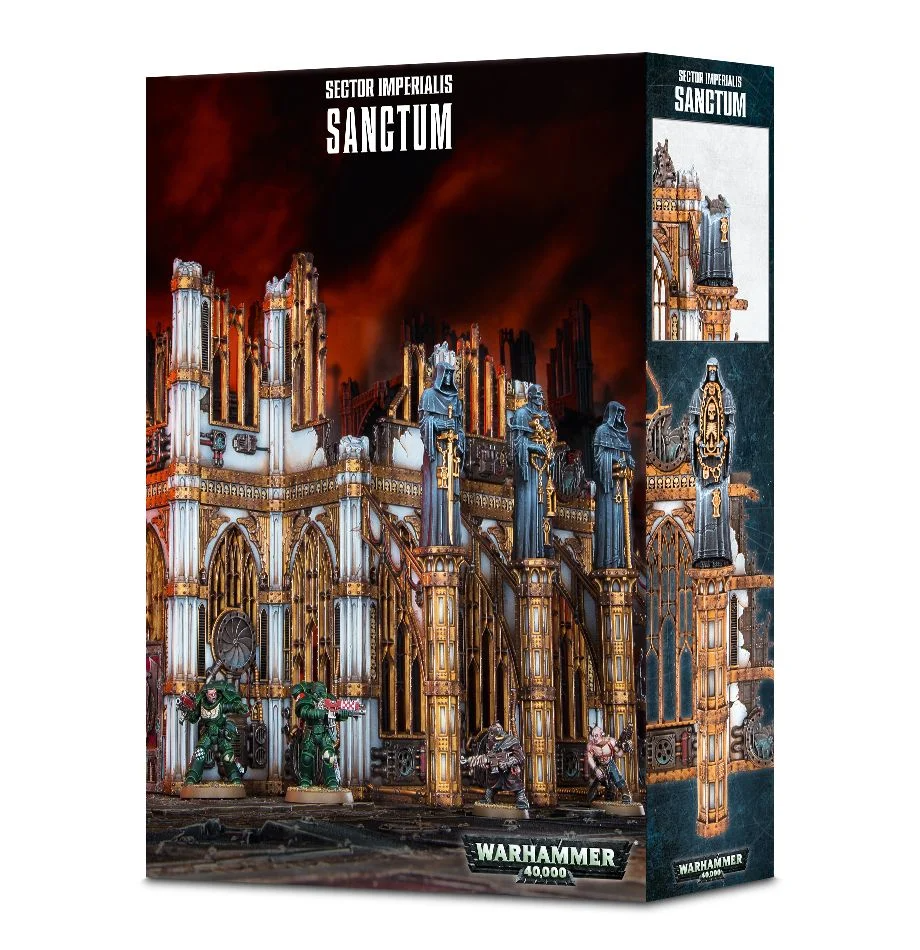 SECTOR IMPERIALIS
SANCTUM
WARHAMMER
40,000
SECTOR IMPERIALIS
SANCTUM
WARHAMMER
40,000